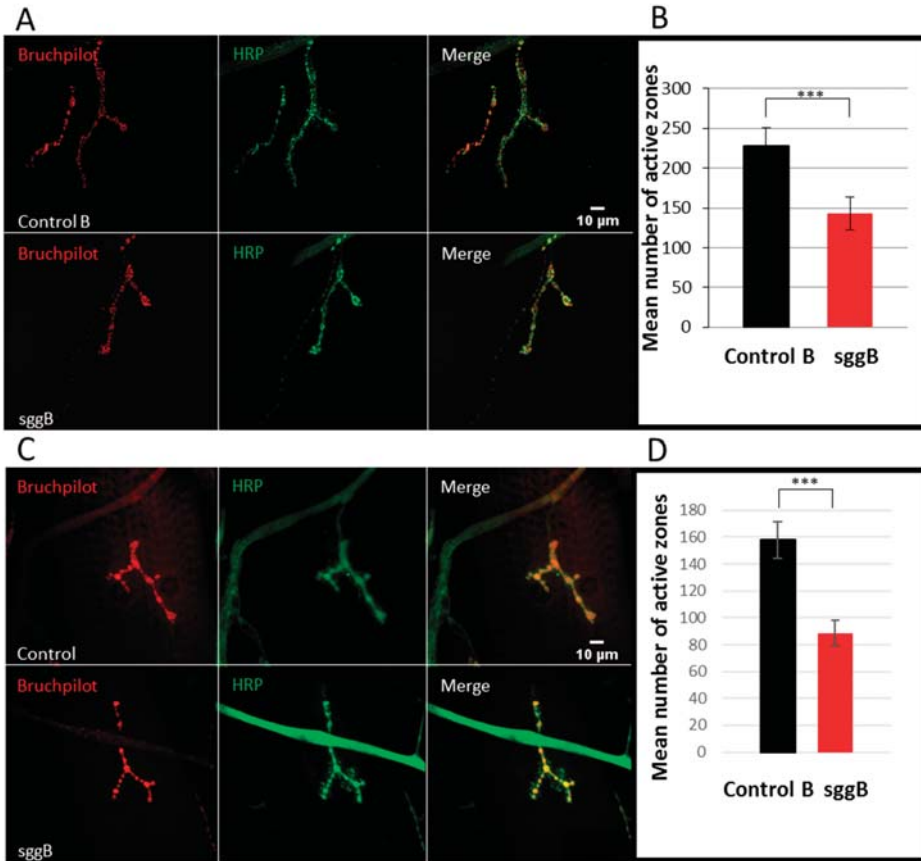 A
Bruchpilot
HRP
Merge
Control B
10 µm
Bruchpilot
HRP
Merge
sggB
B
Mean number of active zones
300
250
200
150
100
50
0
***
Control B sggB
C
Bruchpilot
HRP
Merge
Control
10 µm
Bruchpilot
HRP
Merge
sggB
D
Mean number of active zones
180
160
140
120
100
80
60
40
20
0
***
Control B sggB